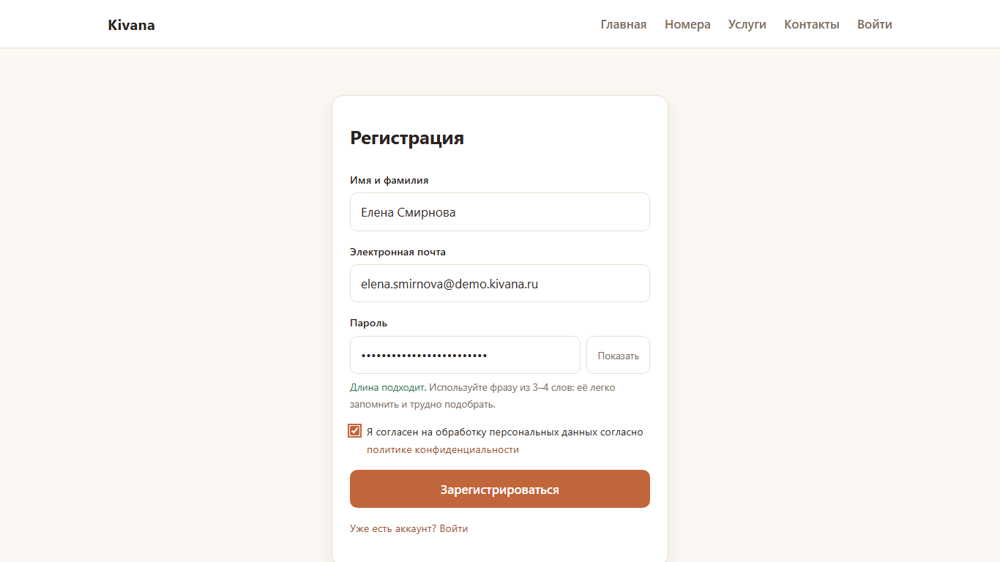 Kivana
Главная Номера Услуги Контакты Войти
Регистрация
Имя и фамилия
Елена Смирнова
Электронная почта
elena.smirnova@demo.kivana.ru
Пароль
•••••••••••••••••••••••••
Показать
Длина подходит. Используйте фразу из 3–4 слов: её легко
запомнить и трудно подобрать.
Я согласен на обработку персональных данных согласно
политике конфиденциальности
Зарегистрироваться
Уже есть аккаунт? Войти